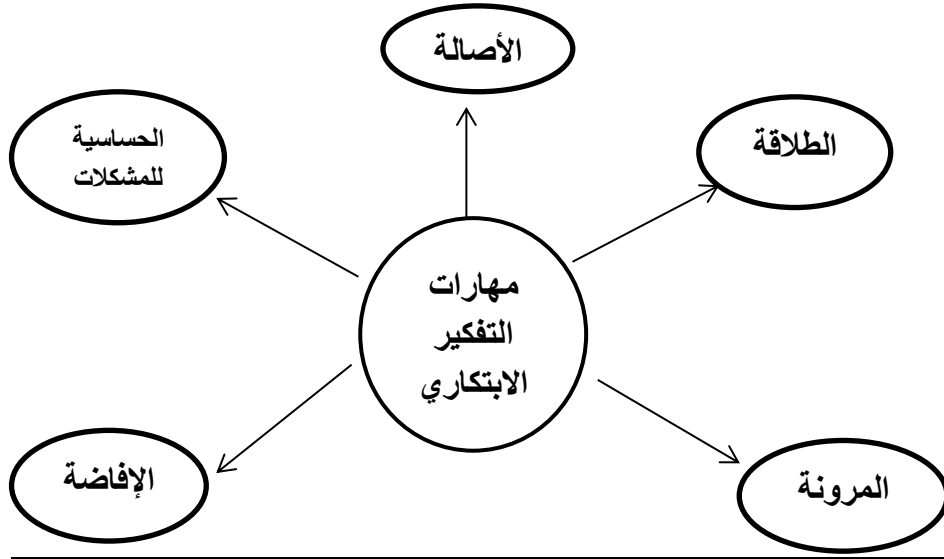 الأصالة
الطلاقة
الحساسية
للمشكلات
مهارات
التفكير
الابتكاري
المرونة
الإفاضة